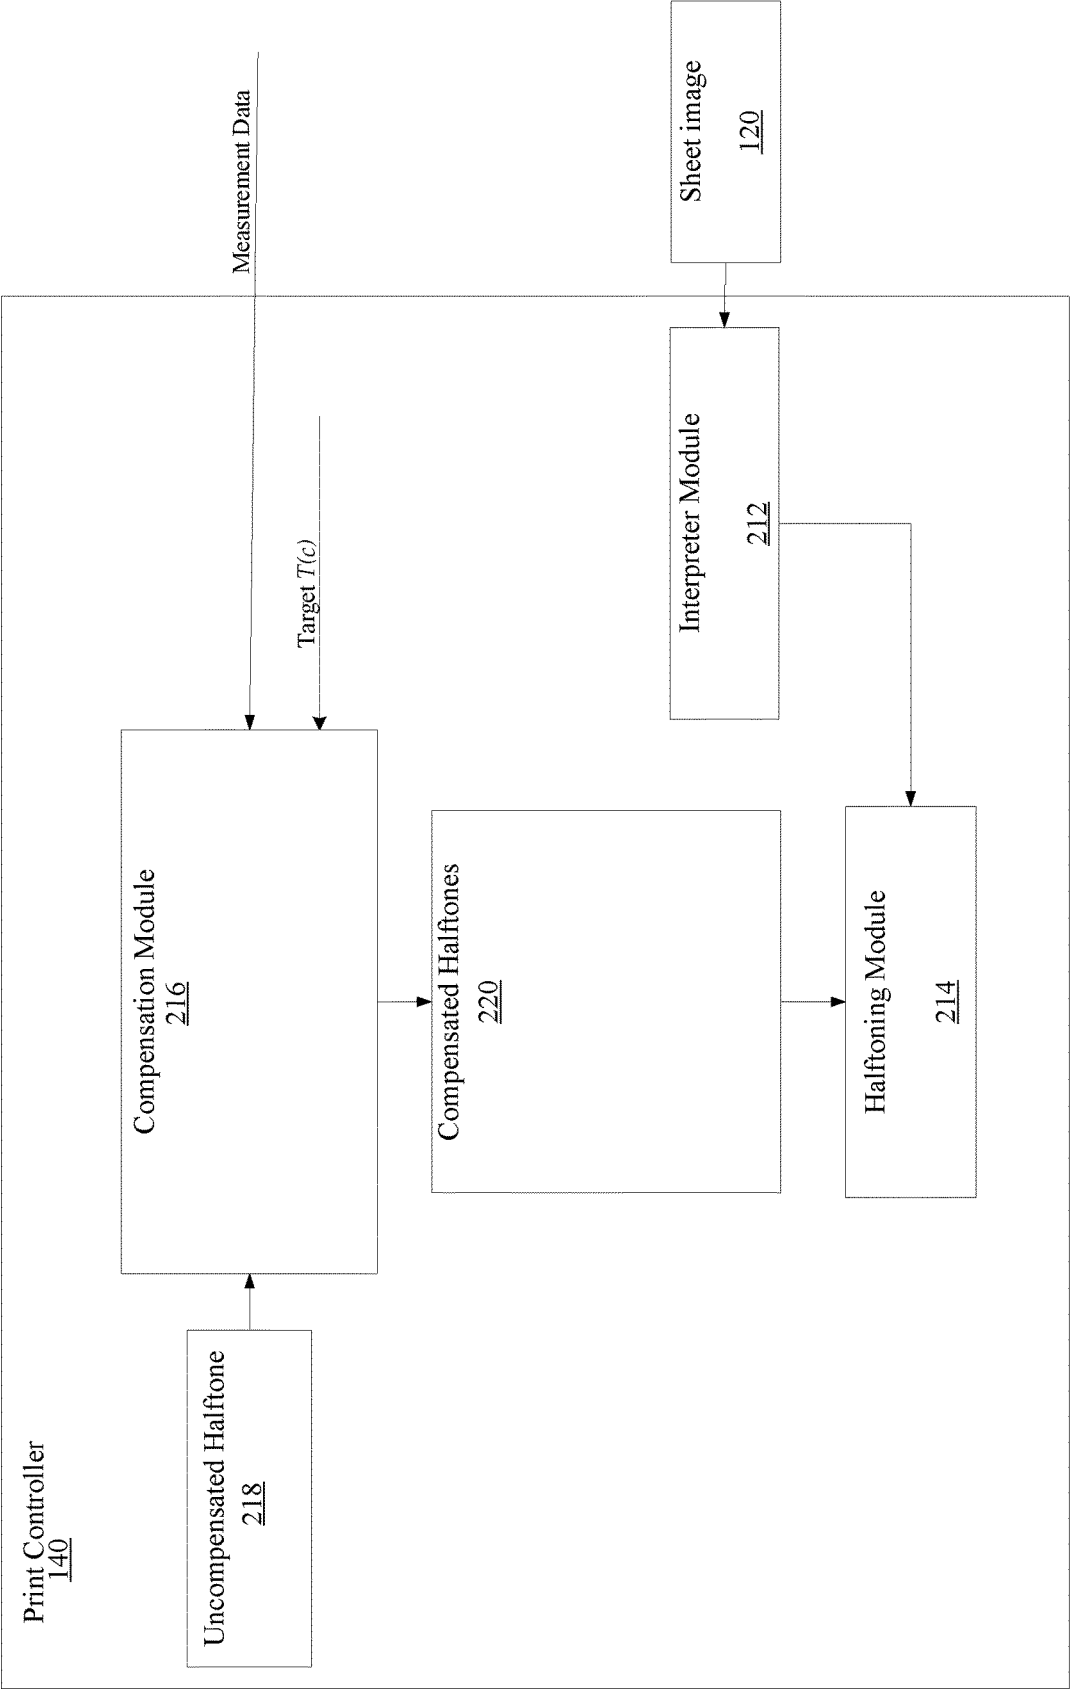 Print Controller
140
Uncompensated Halftone
218
Compensation Module
216
Measurement Data
Target T(c)
Compensated Halftones
220
Sheet image
120
Interpreter Module
212
Halftoning Module
214